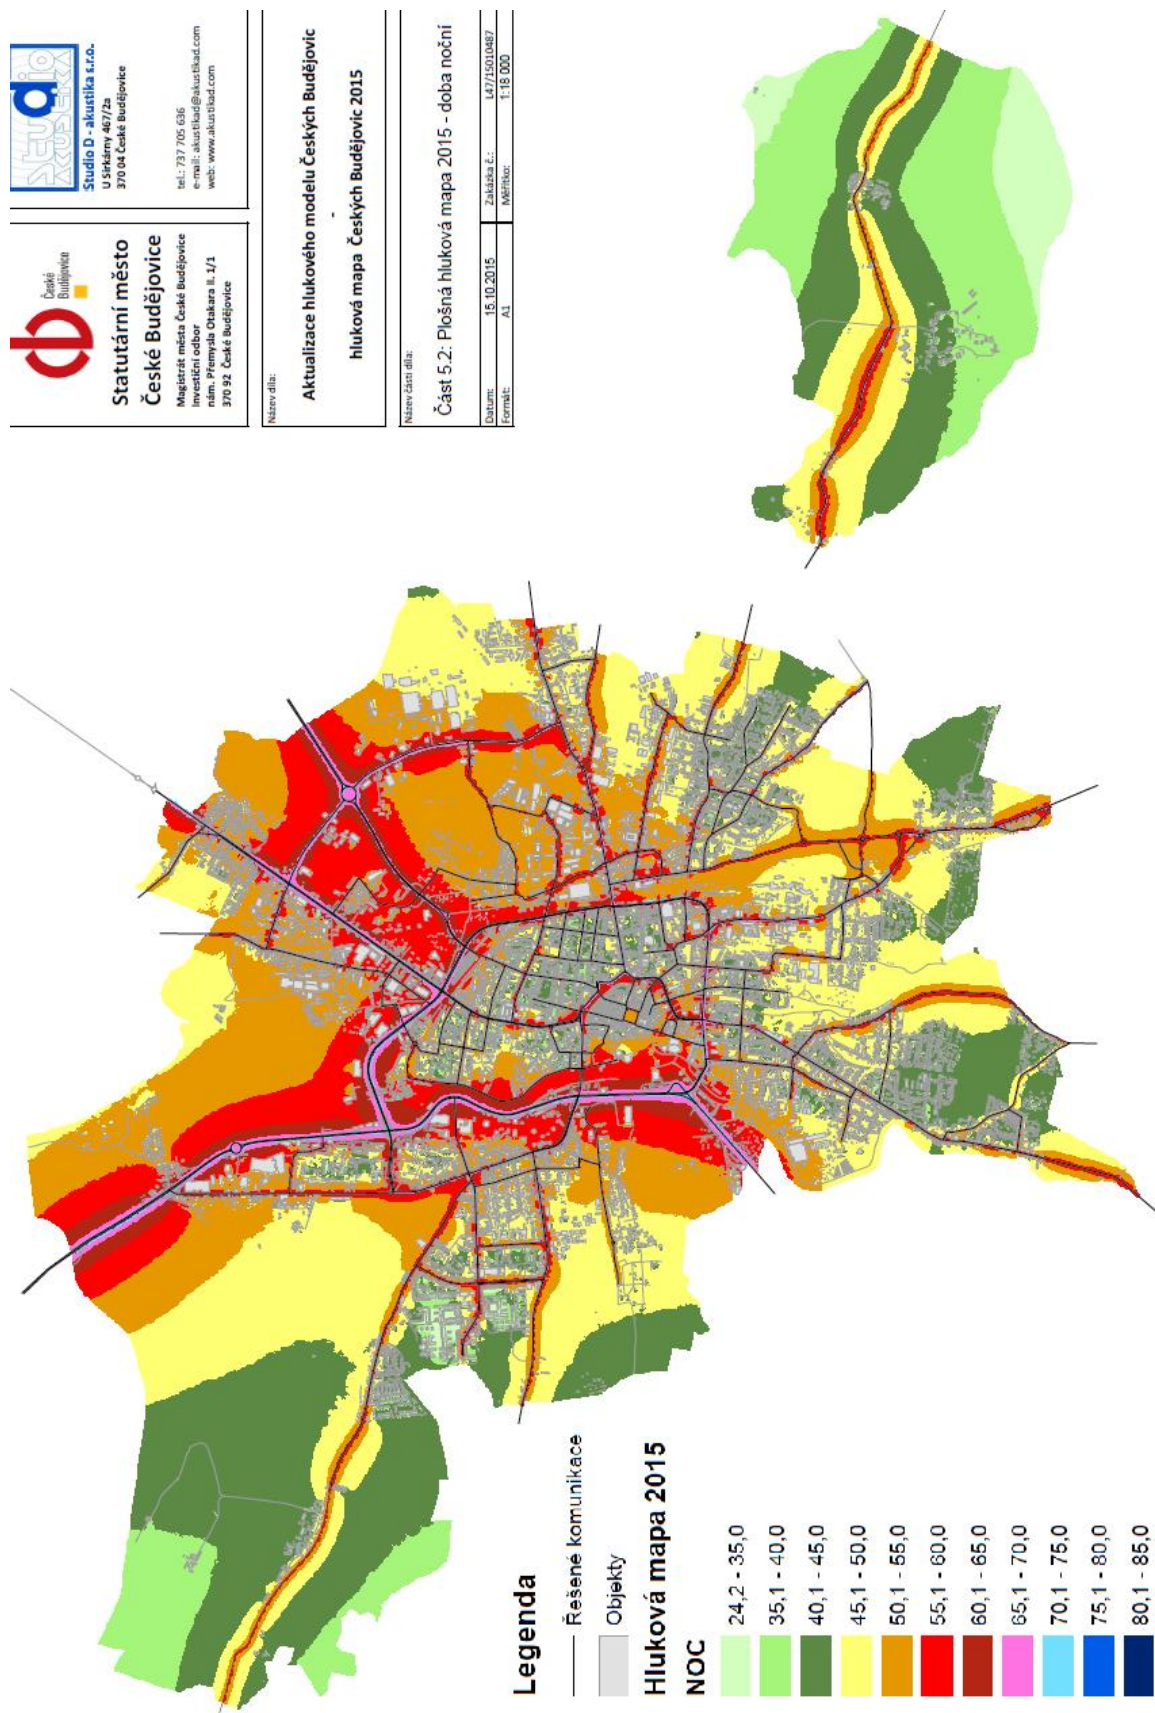 Studio D - akustika s.r.o.
U Sirkárny 467/2a
370 04 České Budějovice
tel.: 737 705 636
e-mail: akustikad@akustikad.com
web: www.akustikad.com
České
Budějovice
Statutární město
České Budějovice
Magistrát města České Budějovice
Investiční odbor
nám. Přemysla Otakara II. 1/1
370 92 České Budějovice
Název díla:
Aktualizace hlukového modelu Českých Budějovic
-
hluková mapa Českých Budějovic 2015
Název části díla:
Část 5.2: Plošná hluková mapa 2015 - doba noční
Datum: 15.10.2015 Zakázka č.: L47/15010487
Formát: A1 Měřítko: 1:18 000
Legenda
Řešené komunikace
Objekty
Hluková mapa 2015
NOC
24,2 - 35,0
35,1 - 40,0
40,1 - 45,0
45,1 - 50,0
50,1 - 55,0
55,1 - 60,0
60,1 - 65,0
65,1 - 70,0
70,1 - 75,0
75,1 - 80,0
80,1 - 85,0